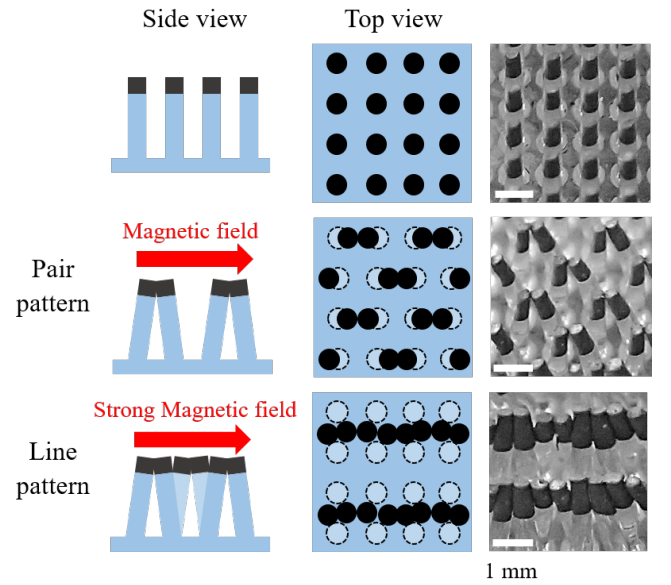 Side view
Top view
Magnetic field
Pair
pattern
Strong Magnetic field
Line
pattern
1 mm